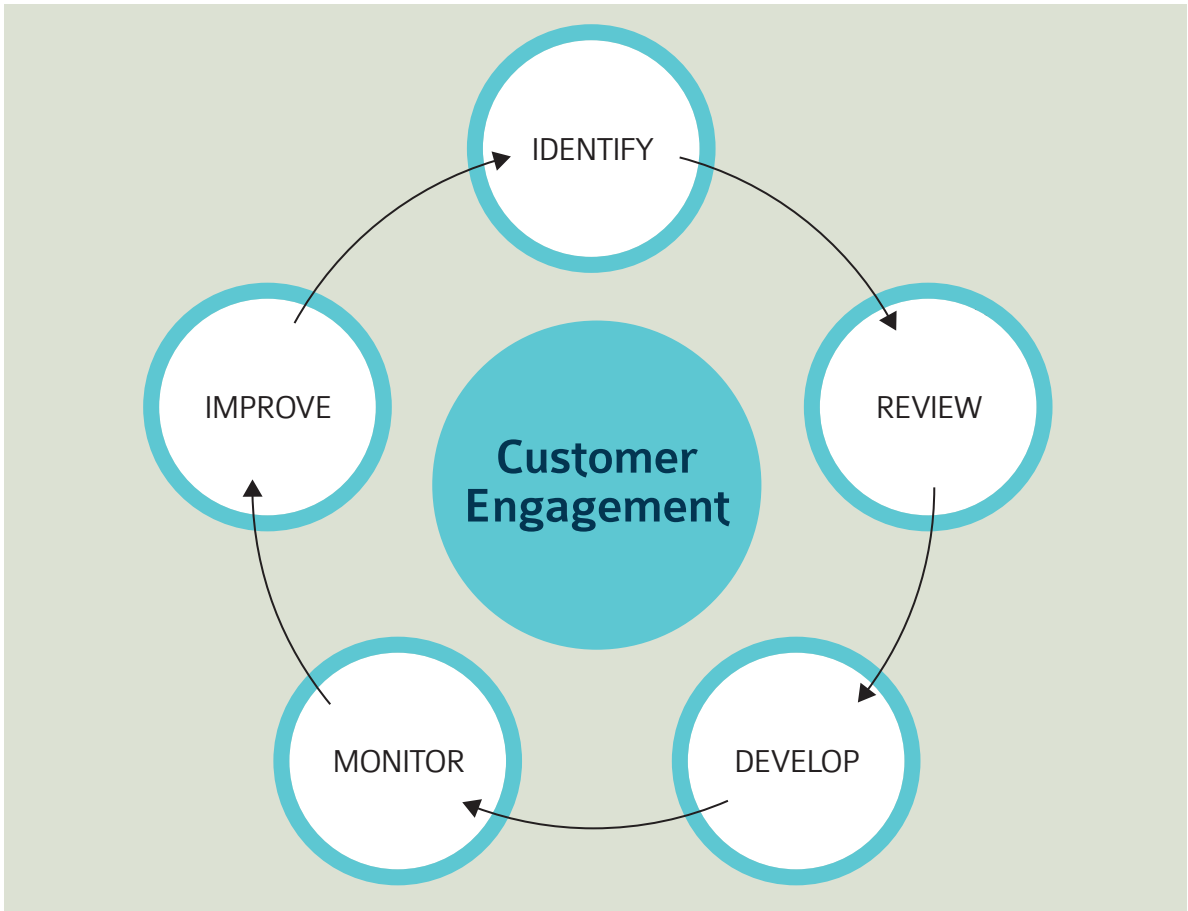 IDENTIFY
REVIEW
DEVELOP
MONITOR
IMPROVE
Customer
Engagement